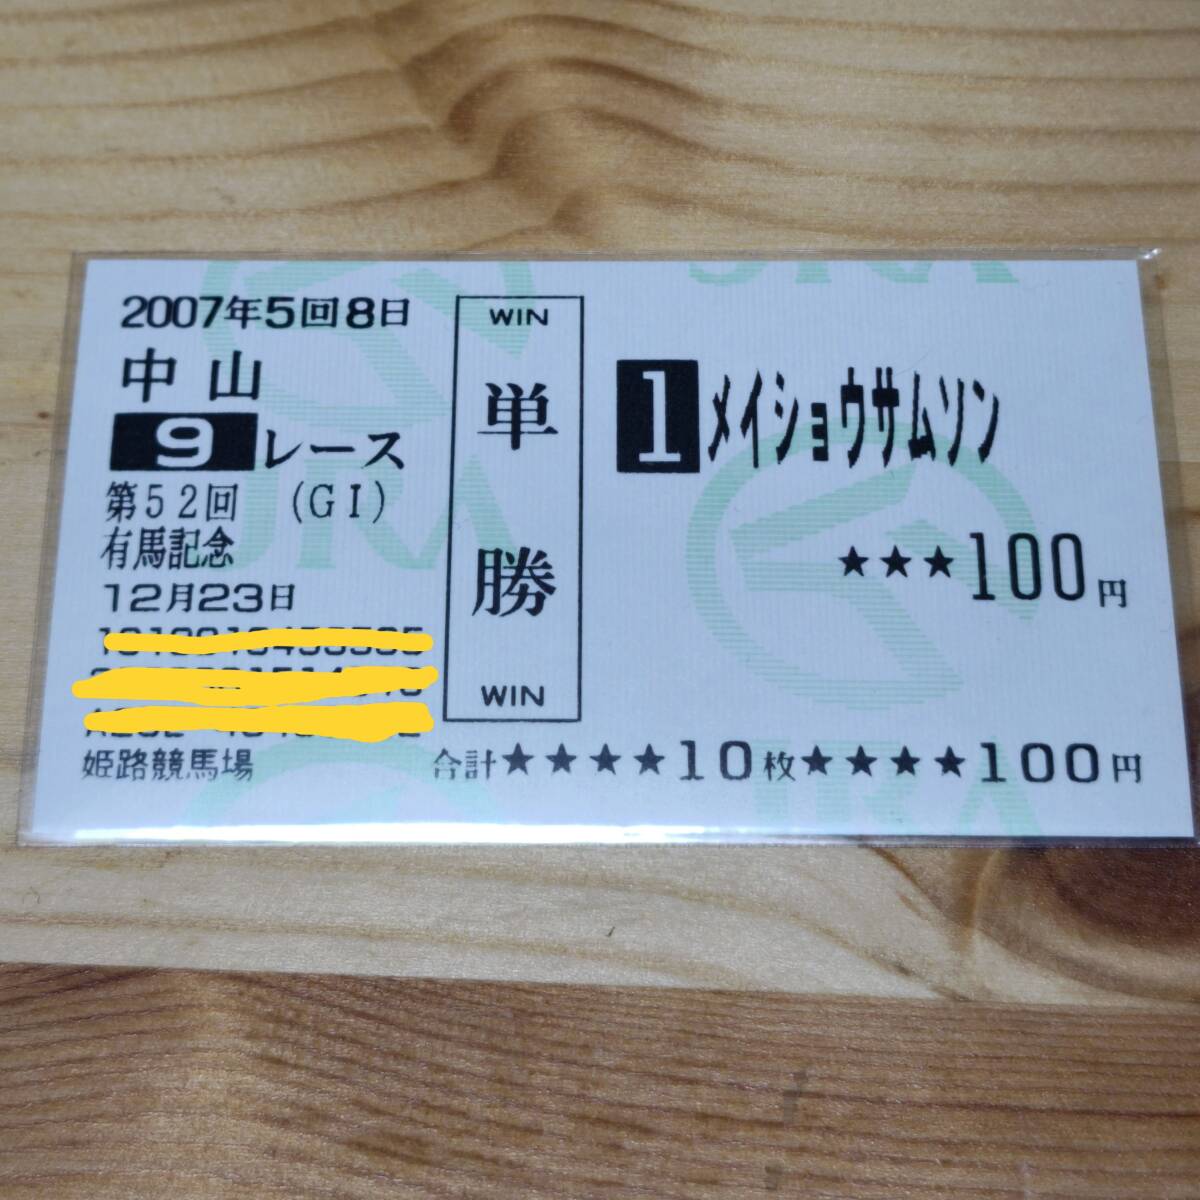 2007年5回8日
中山
9レース
第52回 (GI)
有馬記念
12月23日
姫路競馬場
WIN
単勝
WIN
1 メイショウサムソン
★★★100円
合計★★★★10枚★★★★100円
JRA
JRA
JRA